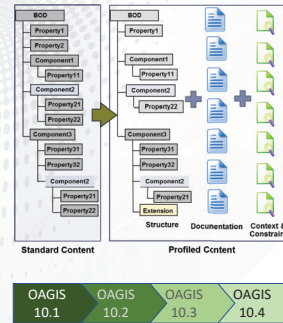 BOD
Property1
Property2
Component1
Property11
Component2
Property21
Property22
Component3
Property31
Property32
Component2
Property21
Property22
Standard Content
BOD
Property1
Component1
Property11
Component2
Property22
Component3
Property31
Property32
Component2
Property21
Extension
Structure
Documentation
Context &
Constrain
Profiled Content
OAGIS
10.1
OAGIS
10.2
OAGIS
10.3
OAGIS
10.4